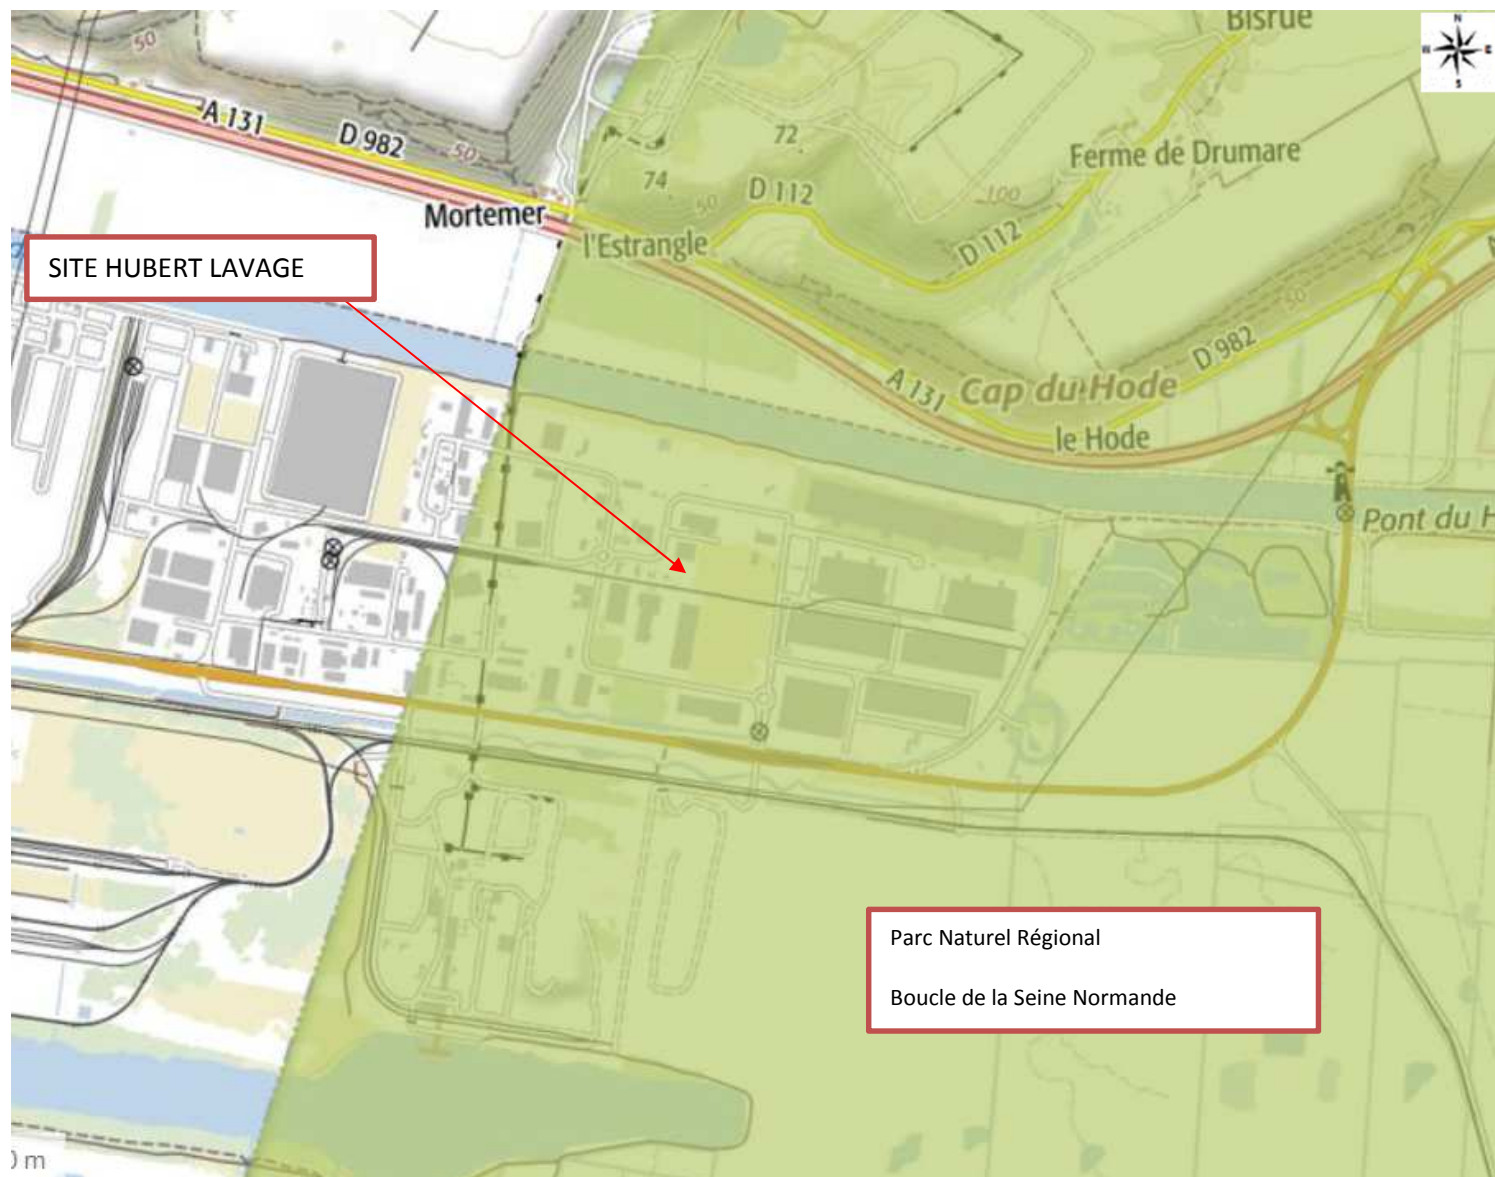 Bisrue
N
E
S
50
A 131
D 982
50
72
Ferme de Drumare
74
50
D 112
100
Mortemer
l'Estrangle
D 112
SITE HUBERT LAVAGE
50
D 982
A 131
Cap du Hode
le Hode
Pont du H
Parc Naturel Régional
Boucle de la Seine Normande
0 m